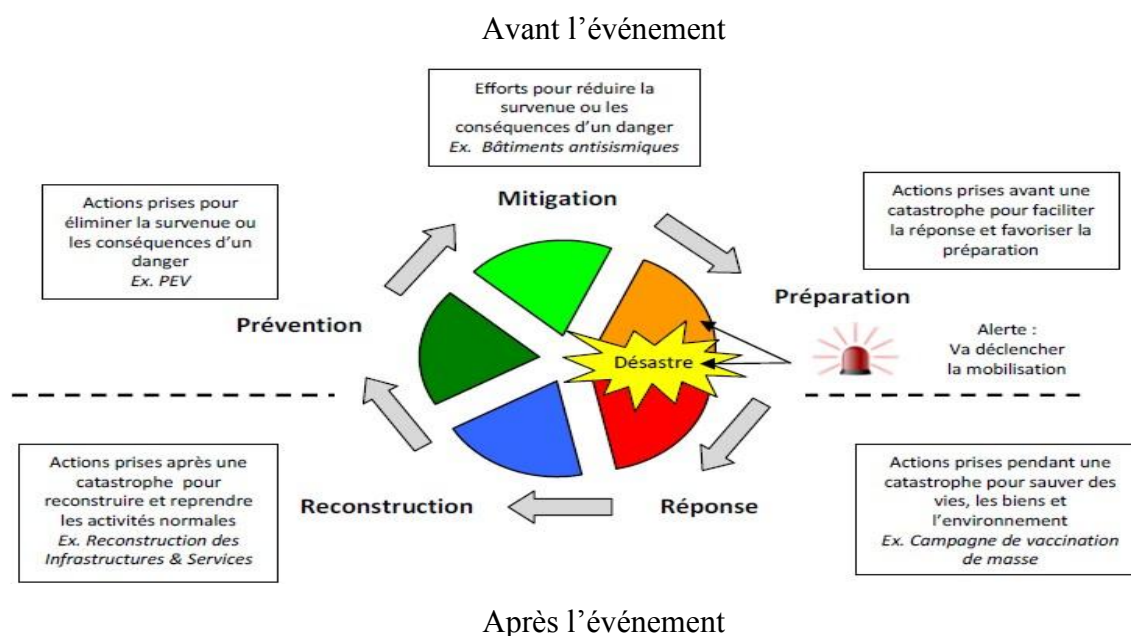 Avant l’événement
Efforts pour réduire la
survenue ou les
conséquences d’un danger
Ex. Bâtiments antisismiques
Mitigation
Actions prises pour
éliminer la survenue ou
les conséquences d’un
danger
Ex. PEV
Prévention
Actions prises avant une
catastrophe pour faciliter
la réponse et favoriser la
préparation
Préparation
Alerte :
Va déclencher
la mobilisation
Désastre
Actions prises après une
catastrophe pour
reconstruire et reprendre
les activités normales
Ex. Reconstruction des
Infrastructures & Services
Reconstruction
Réponse
Actions prises pendant une
catastrophe pour sauver des
vies, les biens et
l’environnement
Ex. Campagne de vaccination
de masse
Après l’événement